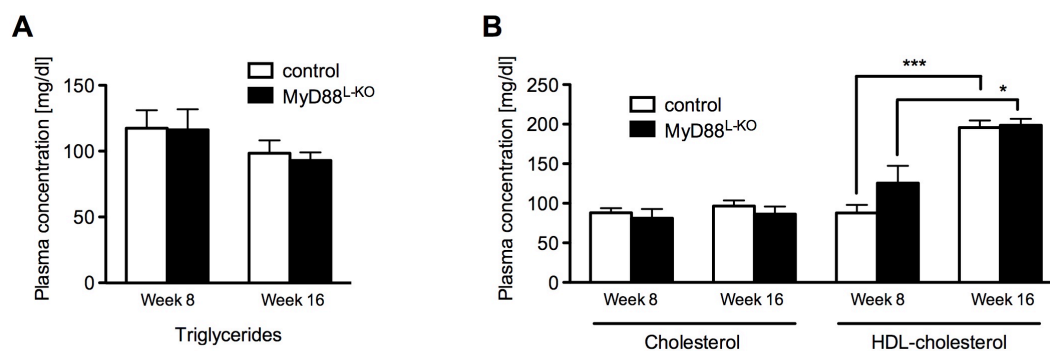 A
Plasma concentration [mg/dl]
150
100
50
0
control
MyD88L-KO
Week 8
Week 16
Triglycerides
B
Plasma concentration [mg/dl]
250
200
150
100
50
0
control
MyD88L-KO
***
*
Week 8
Week 16
Week 8
Week 16
Cholesterol
HDL-cholesterol